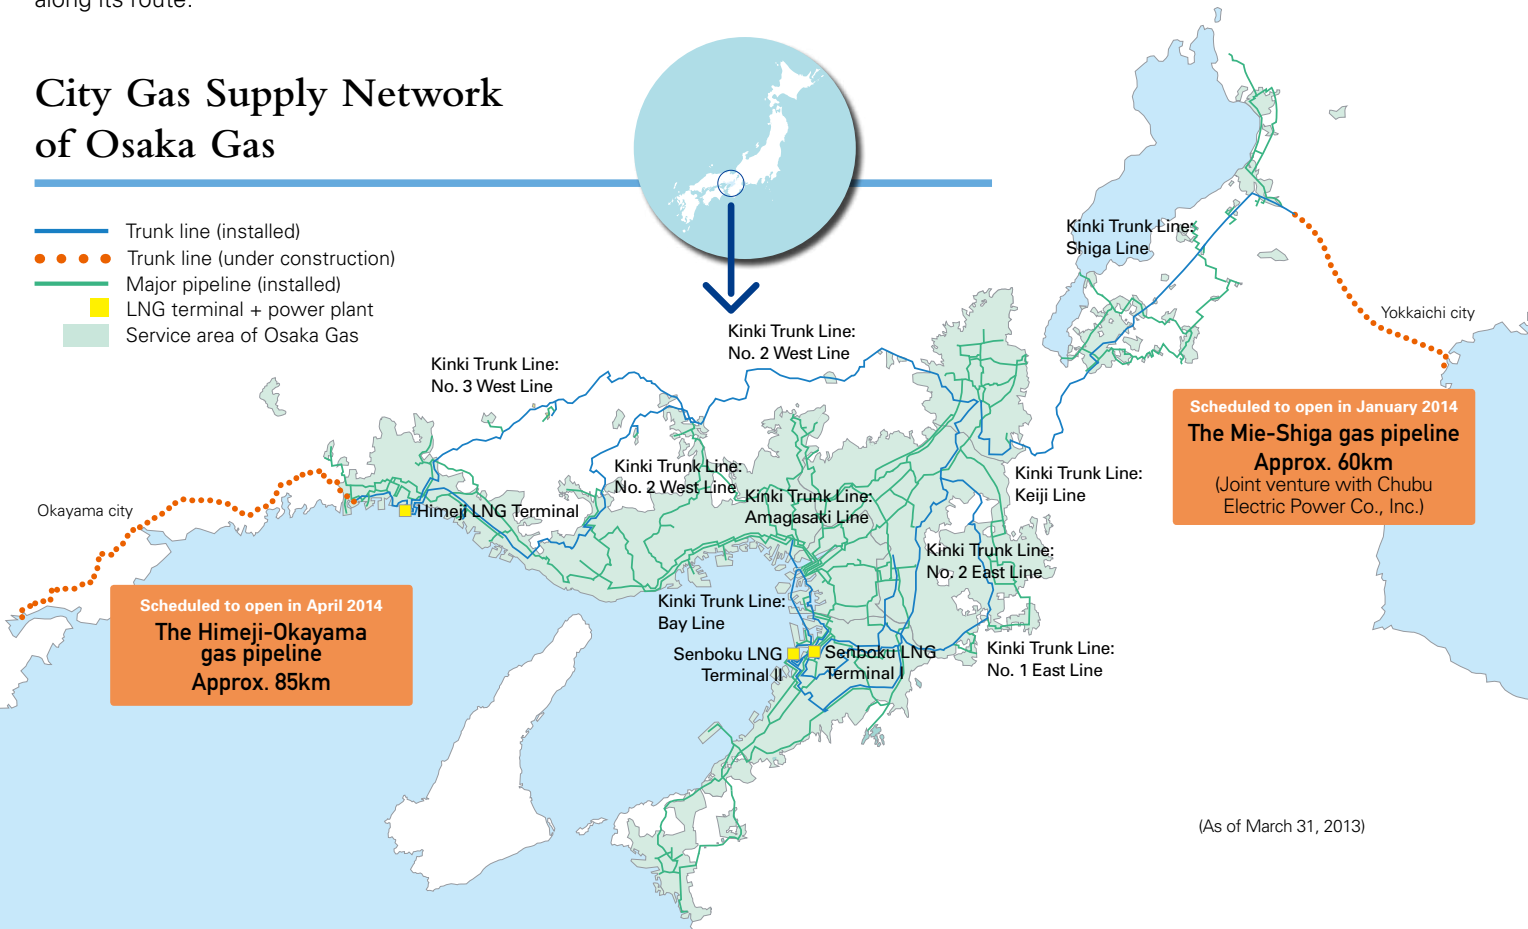 along its route.
City Gas Supply Network
of Osaka Gas
Trunk line (installed)
Trunk line (under construction)
Major pipeline (installed)
LNG terminal + power plant
Service area of Osaka Gas
Kinki Trunk Line:
Shiga Line
Yokkaichi city
Kinki Trunk Line:
No. 2 West Line
Kinki Trunk Line:
No. 3 West Line
Scheduled to open in January 2014
The Mie-Shiga gas pipeline
Approx. 60km
(Joint venture with Chubu
Electric Power Co., Inc.)
Kinki Trunk Line:
No. 2 West Line
Kinki Trunk Line:
Keiji Line
Kinki Trunk Line:
Amagasaki Line
Okayama city
Himeji LNG Terminal
Kinki Trunk Line:
No. 2 East Line
Scheduled to open in April 2014
The Himeji-Okayama
gas pipeline
Approx. 85km
Kinki Trunk Line:
Bay Line
Senboku LNG
Terminal II
Senboku LNG
Terminal I
Kinki Trunk Line:
No. 1 East Line
(As of March 31, 2013)